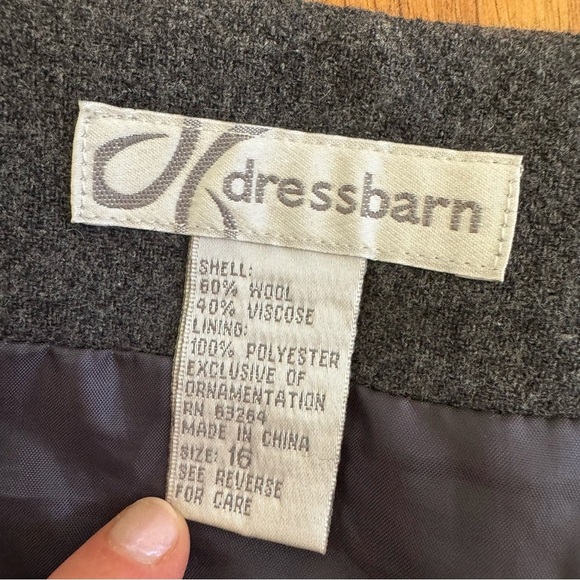 dressbarn
SHELL:
60% WOOL
40% VISCOSE
LINING:
100% POLYESTER
EXCLUSIVE OF
ORNAMENTATION
RN 63264
MADE IN CHINA
SIZE: 16
SEE REVERSE
FOR CARE